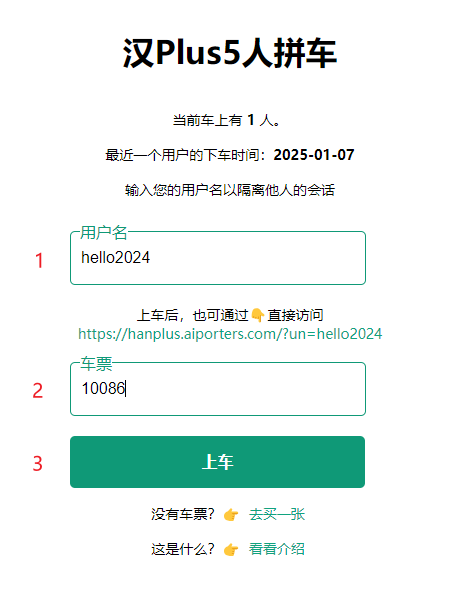 汉Plus5人拼车
当前车上有 1 人。
最近一个用户的下车时间：2025-01-07
输入您的用户名以隔离他人的会话
用户名
1
hello2024
上车后，也可通过👇直接访问
https://hanplus.aiporters.com/?un=hello2024
车票
2
10086
3
上车
没有车票？👉 去买一张
这是什么？👉 看看介绍